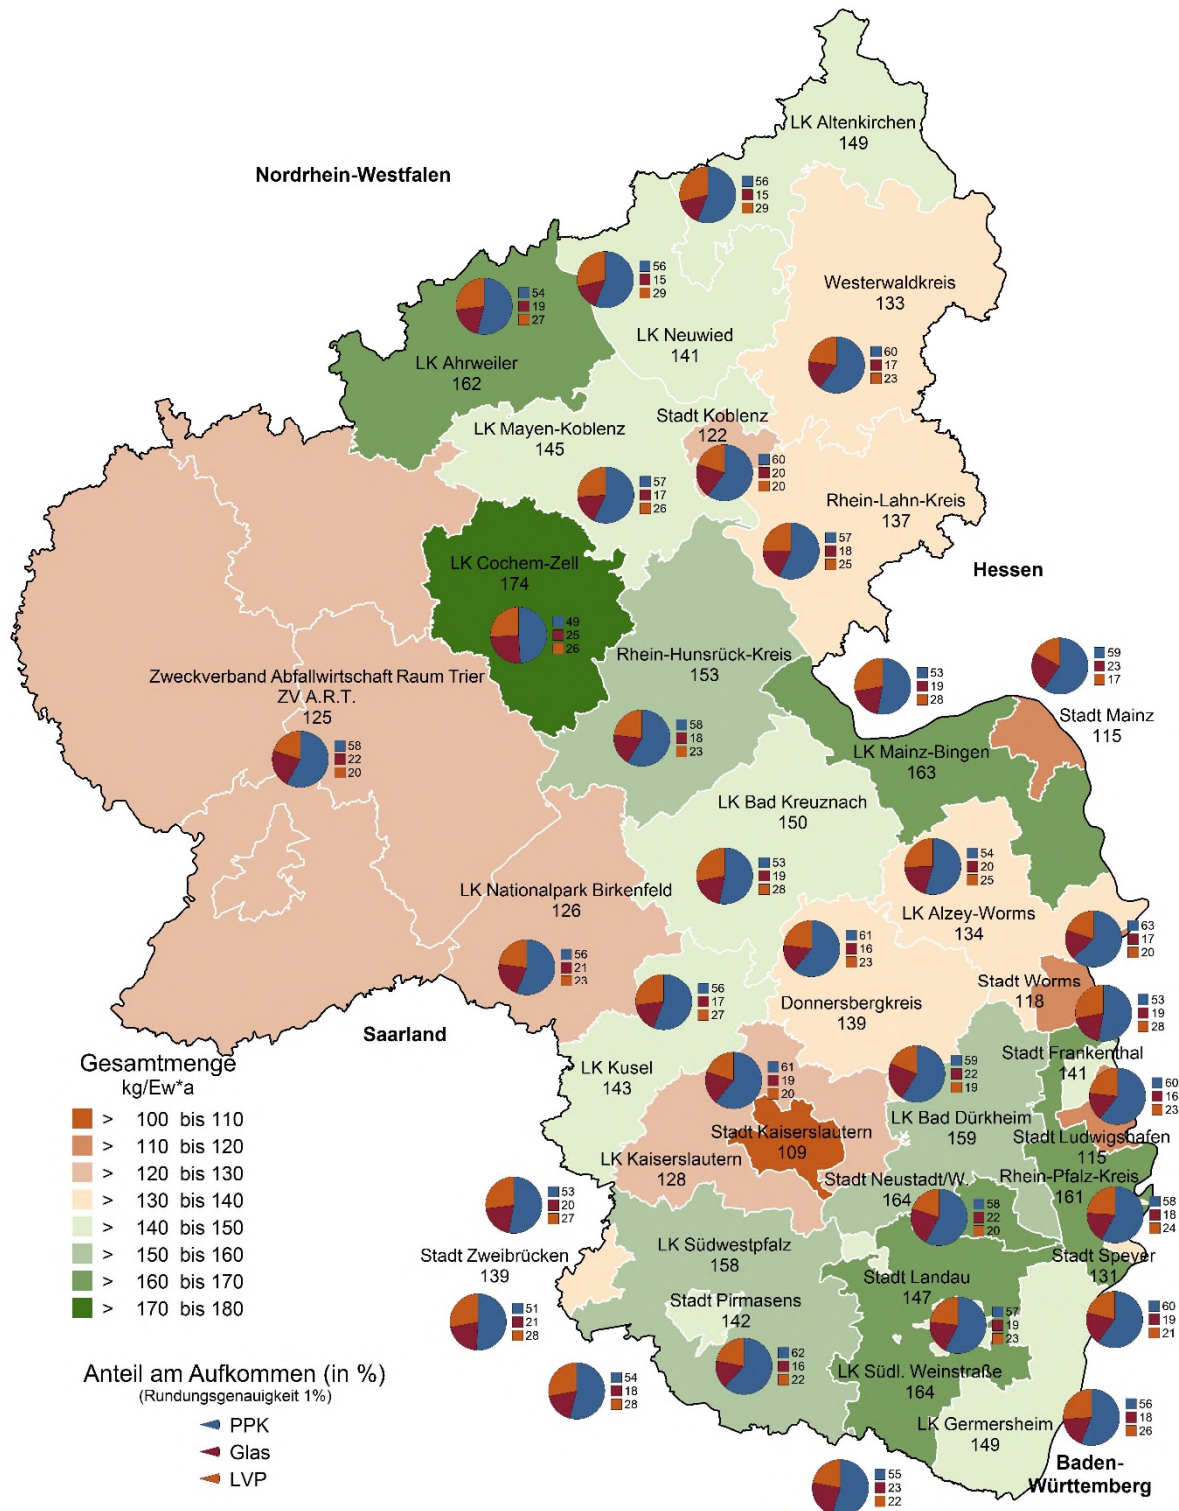 LK Altenkirchen
149
Nordrhein-Westfalen
56
15
29
56
15
29
Westerwaldkreis
133
54
19
27
LK Neuwied
141
60
17
23
LK Ahrweiler
162
Stadt Koblenz
122
LK Mayen-Koblenz
145
60
20
20
57
17
26
Rhein-Lahn-Kreis
137
57
18
25
LK Cochem-Zell
174
Hessen
49
25
26
Rhein-Hunsrück-Kreis
153
53
19
28
59
23
17
Zweckverband Abfallwirtschaft Raum Trier
ZV A.R.T.
125
58
22
20
58
18
23
Stadt Mainz
115
LK Mainz-Bingen
163
LK Bad Kreuznach
150
53
19
28
54
20
25
LK Nationalpark Birkenfeld
126
LK Alzey-Worms
134
61
16
23
63
17
20
56
21
23
56
17
27
Donnersbergkreis
139
Stadt Worms
118
53
19
28
Saarland
Stadt Frankenthal
141
LK Kusel
143
61
19
20
59
22
19
60
16
23
LK Bad Dürkheim
159
Stadt Kaiserslautern
109
Stadt Ludwigshafen
115
LK Kaiserslautern
128
Stadt Neustadt/W.
164
Rhein-Pfalz-Kreis
161
53
20
27
58
22
20
58
18
24
Stadt Zweibrücken
139
LK Südwestpfalz
158
Stadt Speyer
131
Stadt Landau
147
Stadt Pirmasens
142
51
21
28
57
19
23
60
19
21
62
16
22
LK Südl. Weinstraße
164
54
18
28
LK Germersheim
149
56
18
26
Baden-
Württemberg
55
23
22
Gesamtmenge
kg/Ew*a
> 100 bis 110
> 110 bis 120
> 120 bis 130
> 130 bis 140
> 140 bis 150
> 150 bis 160
> 160 bis 170
> 170 bis 180
Anteil am Aufkommen (in %)
(Rundungsgenauigkeit 1%)
PPK
Glas
LVP